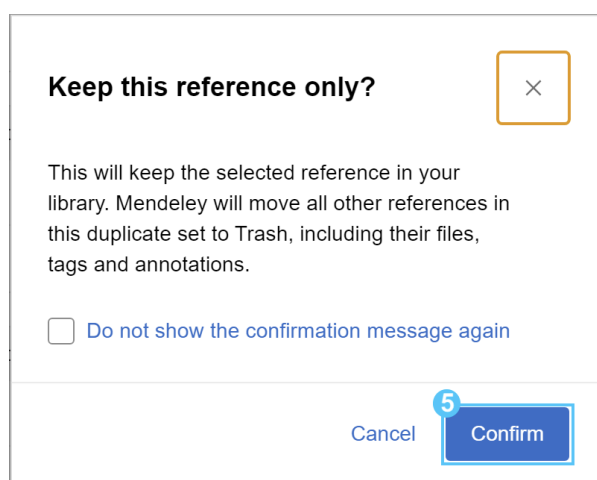 Keep this reference only?
This will keep the selected reference in your
library. Mendeley will move all other references in
this duplicate set to Trash, including their files,
tags and annotations.
Do not show the confirmation message again
5
Cancel Confirm